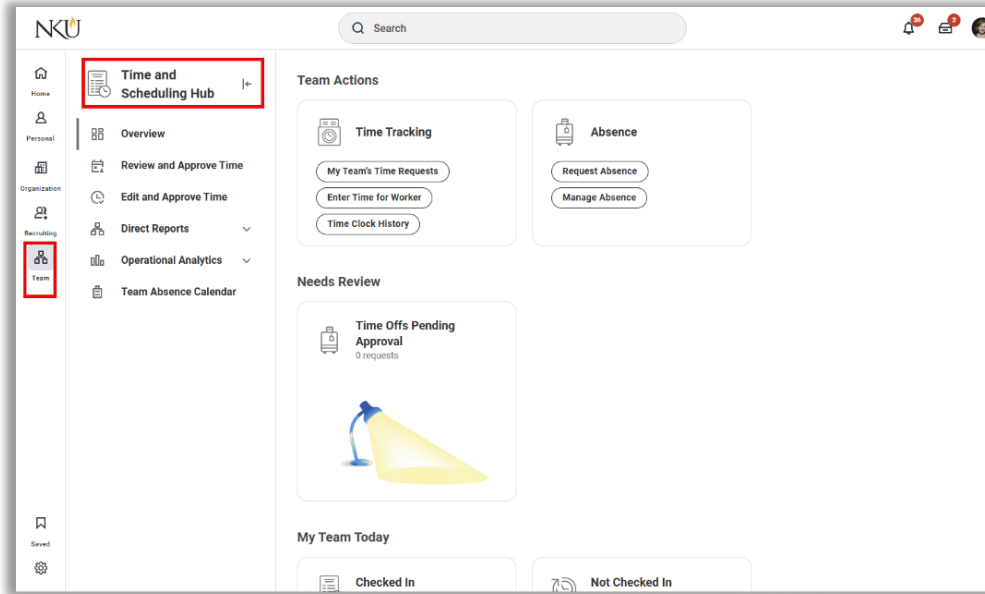 NKU
Search
36
2
Home
Personal
Organization
Recruiting
Team
Saved
Time and
Scheduling Hub
Overview
Review and Approve Time
Edit and Approve Time
Direct Reports
Operational Analytics
Team Absence Calendar
Team Actions
Time Tracking
My Team's Time Requests
Enter Time for Worker
Time Clock History
Absence
Request Absence
Manage Absence
Needs Review
Time Offs Pending
Approval
0 requests
My Team Today
Checked In
Not Checked In